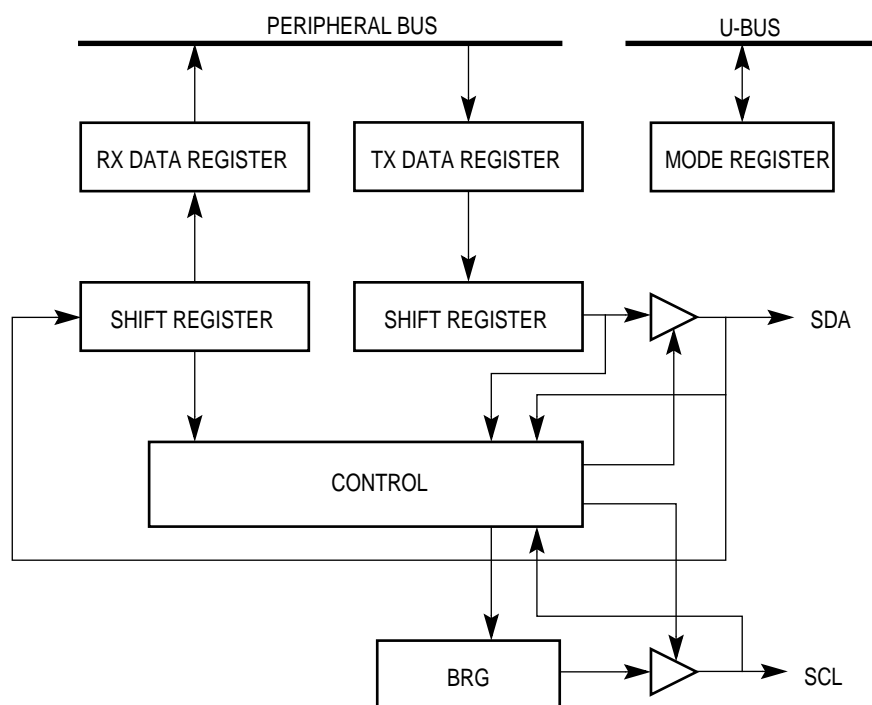 PERIPHERAL BUS
U-BUS
RX DATA REGISTER
TX DATA REGISTER
MODE REGISTER
SHIFT REGISTER
SHIFT REGISTER
SDA
CONTROL
BRG
SCL